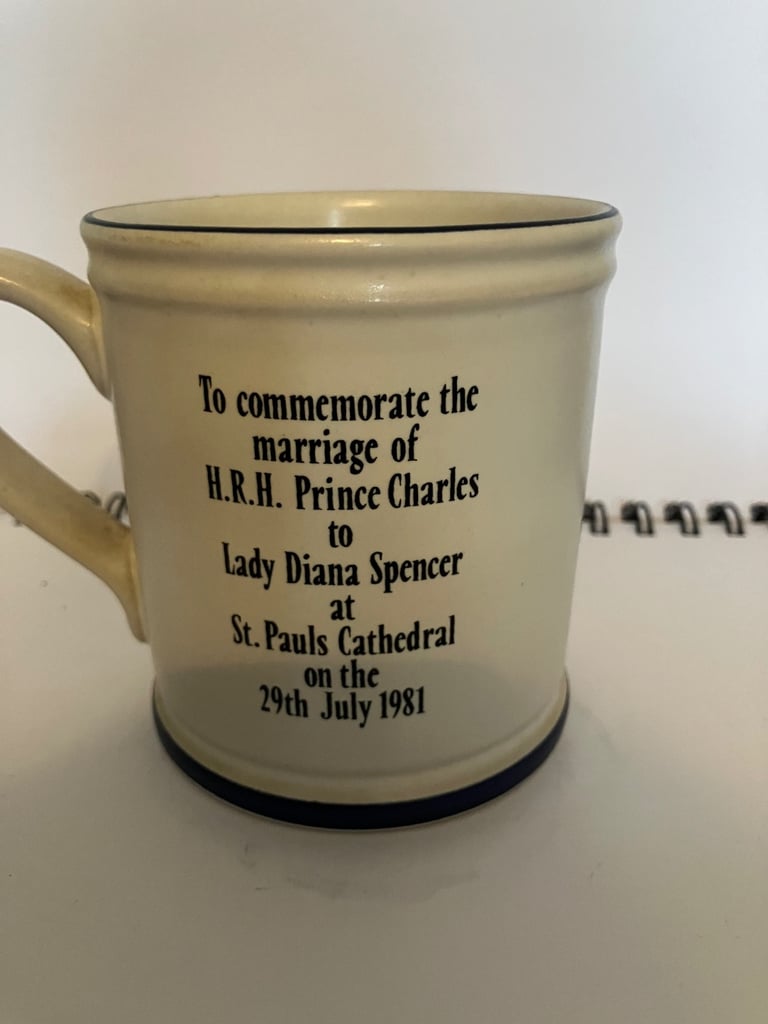 To commemorate the
marriage of
H.R.H. Prince Charles
to
Lady Diana Spencer
at
St. Pauls Cathedral
on the
29th July 1981